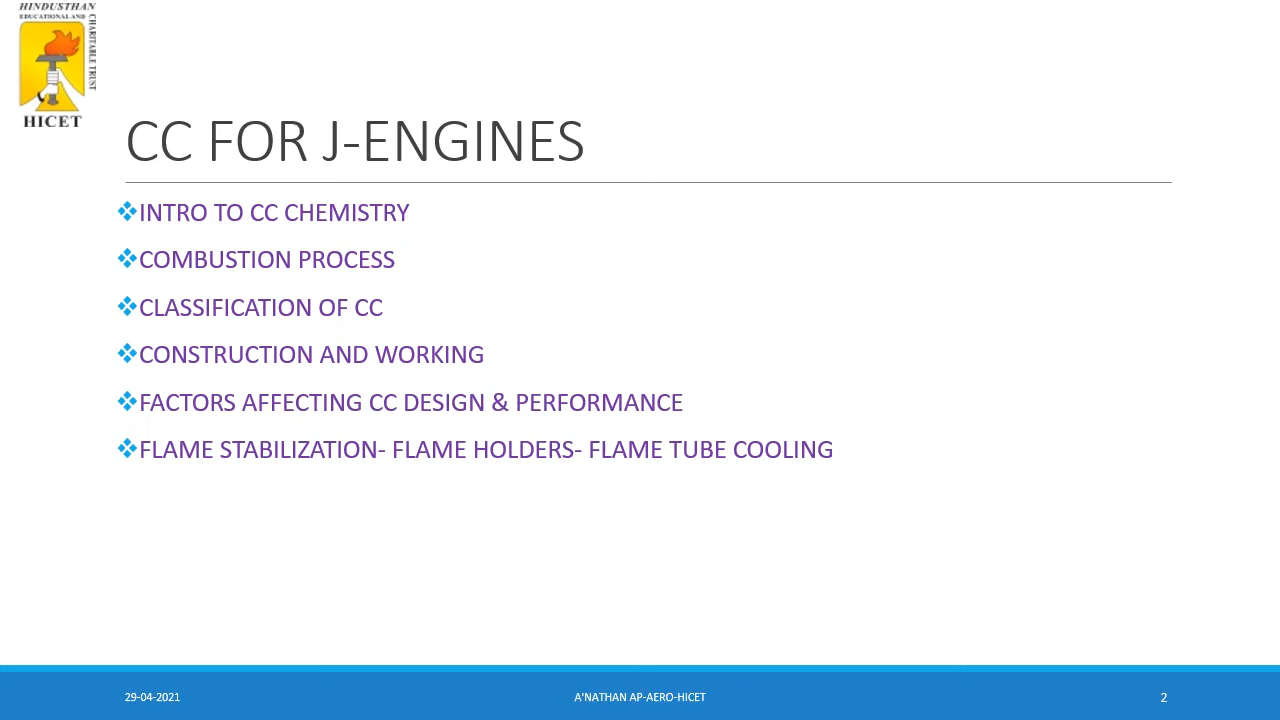 HINDUSTHAN
EDUCATIONAL AND
CHARITABLE TRUST
HICET
CC FOR J-ENGINES
INTRO TO CC CHEMISTRY
COMBUSTION PROCESS
CLASSIFICATION OF CC
CONSTRUCTION AND WORKING
FACTORS AFFECTING CC DESIGN & PERFORMANCE
FLAME STABILIZATION- FLAME HOLDERS- FLAME TUBE COOLING
29-04-2021
A'NATHAN AP-AERO-HICET
2